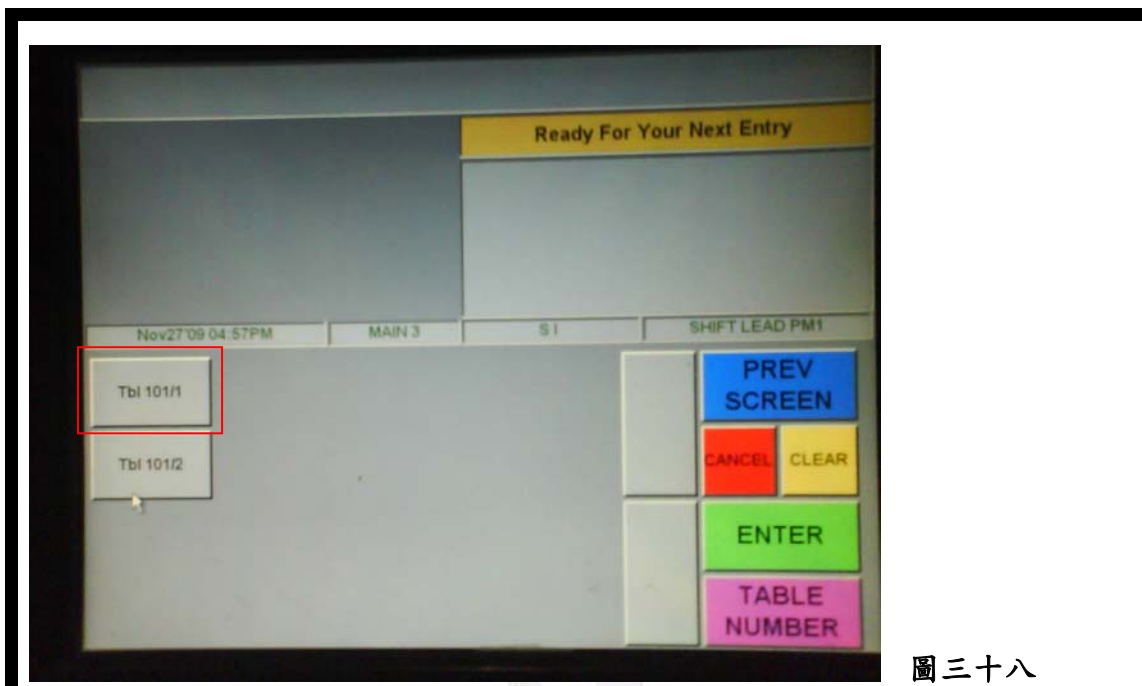 Ready For Your Next Entry
Nov27'09 04:57PM
MAIN 3
S I
SHIFT LEAD PM1
Tbl 101/1
Tbl 101/2
PREV
SCREEN
CANCEL
CLEAR
ENTER
TABLE
NUMBER
圖三十八